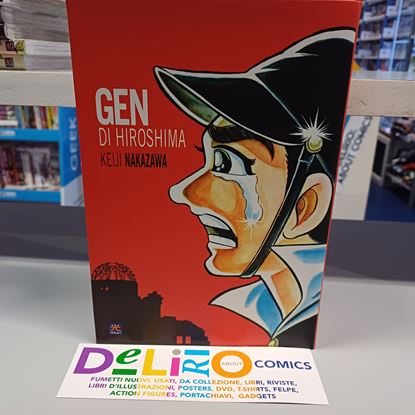 GEN
DI HIROSHIMA
KEIJI NAKAZAWA
DELIRIO
ABOUT
COMICS
FUMETTI NUOVI, USATI, DA COLLEZIONE, LIBRI, RIVISTE,
LIBRI D'ILLUSTRAZIONI, POSTERS, DVD, T-SHIRTS, FELPE,
ACTION FIGURES, PORTACHIAVI, GADGETS